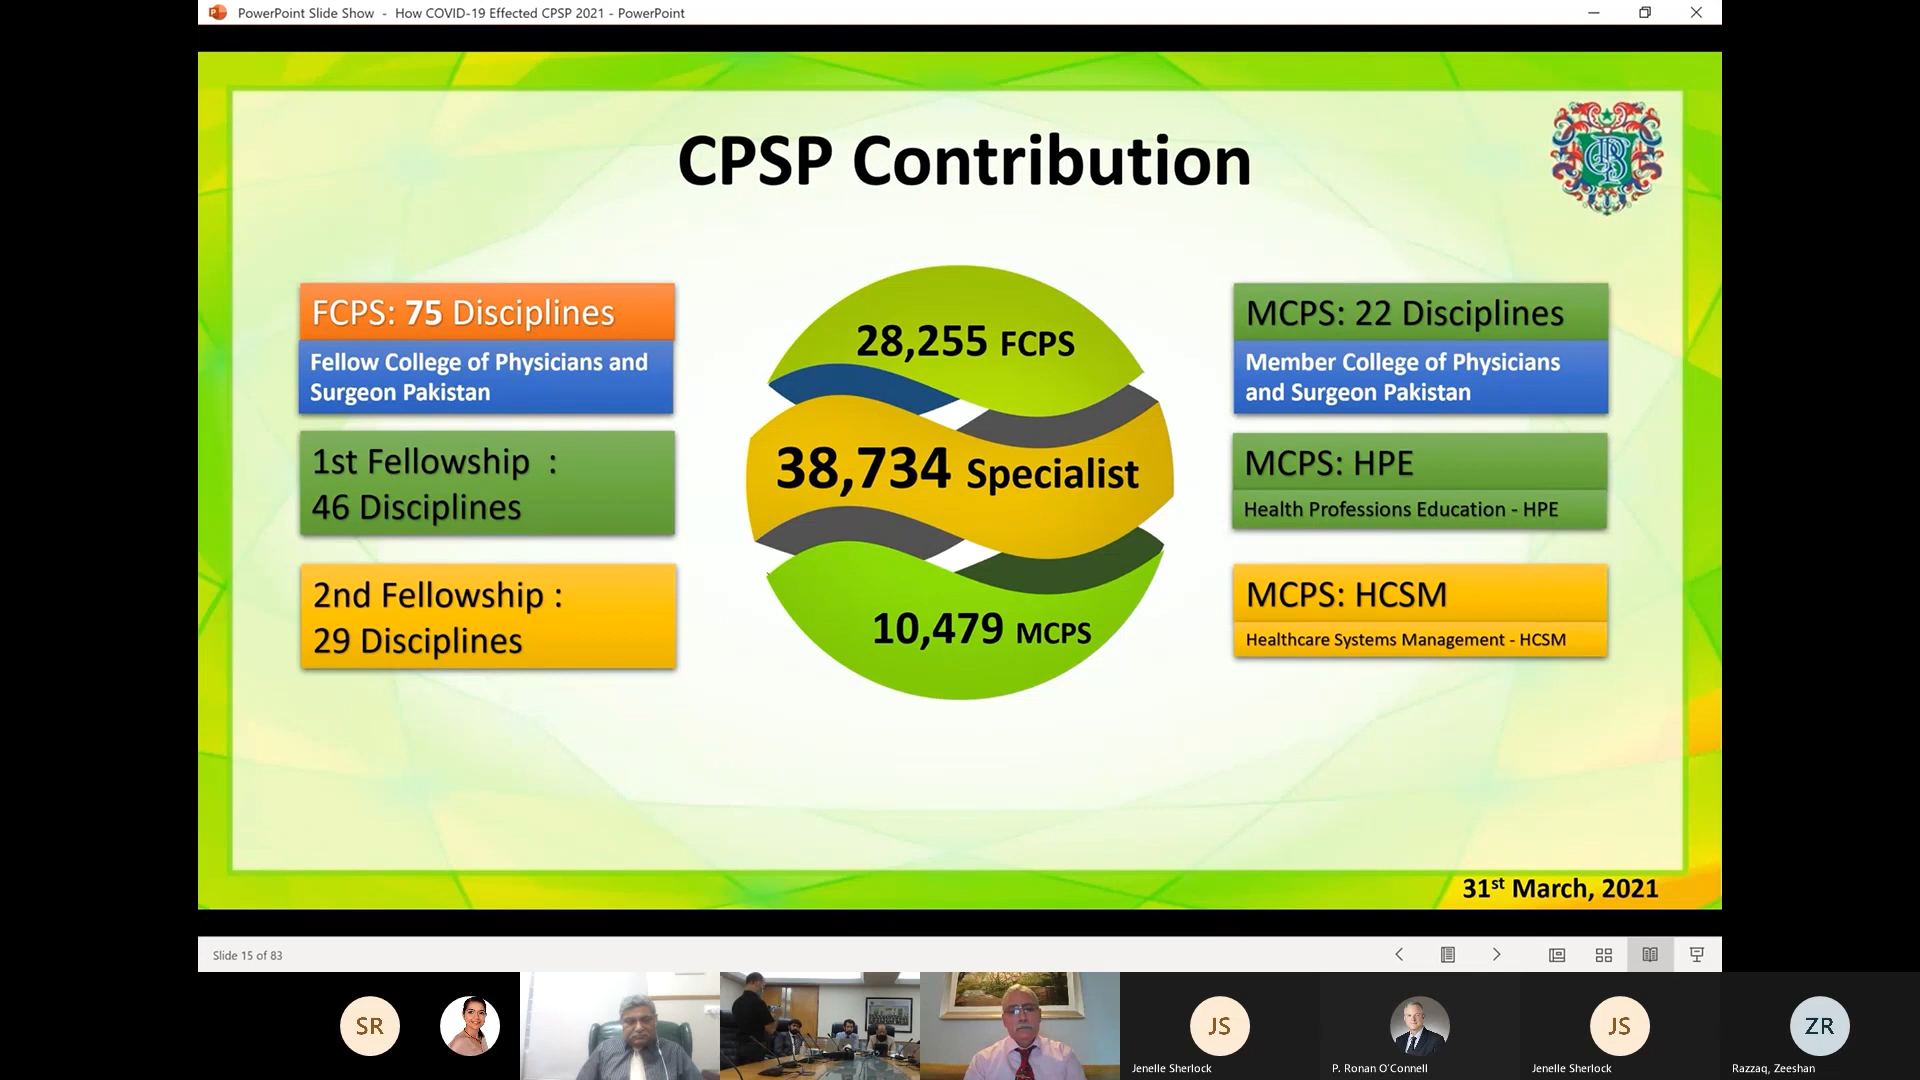 PowerPoint Slide Show - How COVID-19 Effected CPSP 2021 - PowerPoint
CPSP Contribution
FCPS: 75 Disciplines
Fellow College of Physicians and
Surgeon Pakistan
1st Fellowship :
46 Disciplines
2nd Fellowship :
29 Disciplines
28,255 FCPS
38,734 Specialist
10,479 MCPS
MCPS: 22 Disciplines
Member College of Physicians
and Surgeon Pakistan
MCPS: HPE
Health Professions Education - HPE
MCPS: HCSM
Healthcare Systems Management - HCSM
31st March, 2021
Slide 15 of 83
SR
JS
Jenelle Sherlock
P. Ronan O'Connell
JS
Jenelle Sherlock
ZR
Razzaq, Zeeshan